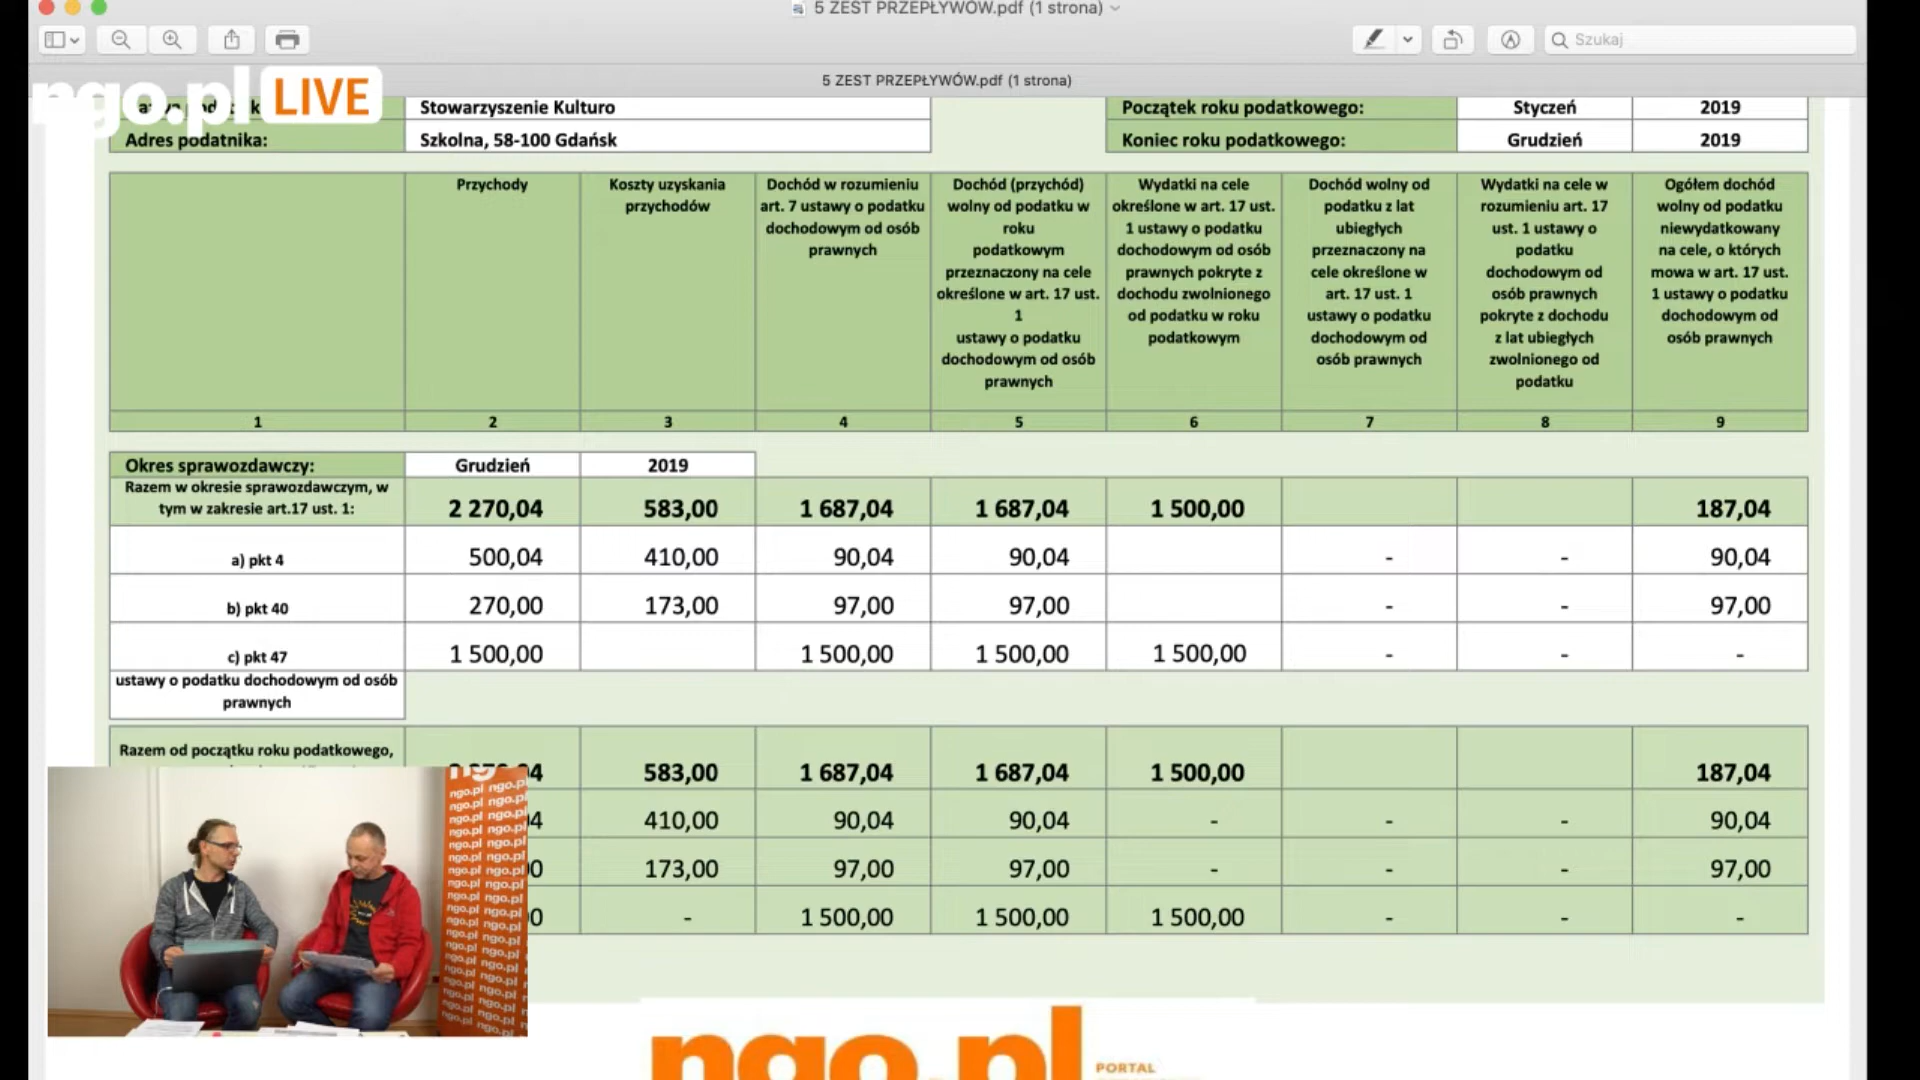 5 ZEST PRZEPŁYWÓW.pdf (1 strona)
Szukaj
5 ZEST PRZEPŁYWÓW.pdf (1 strona)
ngo.pl LIVE
Stowarzyszenie Kulturo
Początek roku podatkowego: Styczeń 2019
Adres podatnika: Szkolna, 58-100 Gdańsk
Koniec roku podatkowego: Grudzień 2019
Przychody
Koszty uzyskania
przychodów
Dochód w rozumieniu
art. 7 ustawy o podatku
dochodowym od osób
prawnych
Dochód (przychód)
wolny od podatku w
roku
podatkowym
przeznaczony na cele
określone w art. 17 ust.
1
ustawy o podatku
dochodowym od osób
prawnych
Wydatki na cele
określone w art. 17 ust.
1 ustawy o podatku
dochodowym od osób
prawnych pokryte z
dochodu zwolnionego
od podatku w roku
podatkowym
Dochód wolny od
podatku z lat
ubiegłych
przeznaczony na
cele określone w
art. 17 ust. 1
ustawy o podatku
dochodowym od
osób prawnych
Wydatki na cele w
rozumieniu art. 17
ust. 1 ustawy o
podatku
dochodowym od
osób prawnych
pokryte z dochodu
z lat ubiegłych
zwolnionego od
podatku
Ogółem dochód
wolny od podatku
niewydatkowany
na cele, o których
mowa w art. 17 ust.
1 ustawy o podatku
dochodowym od
osób prawnych
1 2 3 4 5 6 7 8 9
Okres sprawozdawczy: Grudzień 2019
Razem w okresie sprawozdawczym, w
tym w zakresie art.17 ust. 1:
2 270,04 583,00 1 687,04 1 687,04 1 500,00 187,04
a) pkt 4 500,04 410,00 90,04 90,04 - - 90,04
b) pkt 40 270,00 173,00 97,00 97,00 - - 97,00
c) pkt 47 1 500,00 1 500,00 1 500,00 1 500,00 - - -
ustawy o podatku dochodowym od osób
prawnych
Razem od początku roku podatkowego,
4 583,00 1 687,04 1 687,04 1 500,00 187,04
4 410,00 90,04 90,04 - - - 90,04
0 173,00 97,00 97,00 - - - 97,00
0 - 1 500,00 1 500,00 1 500,00 - - -
ngo.pl
PORTAL